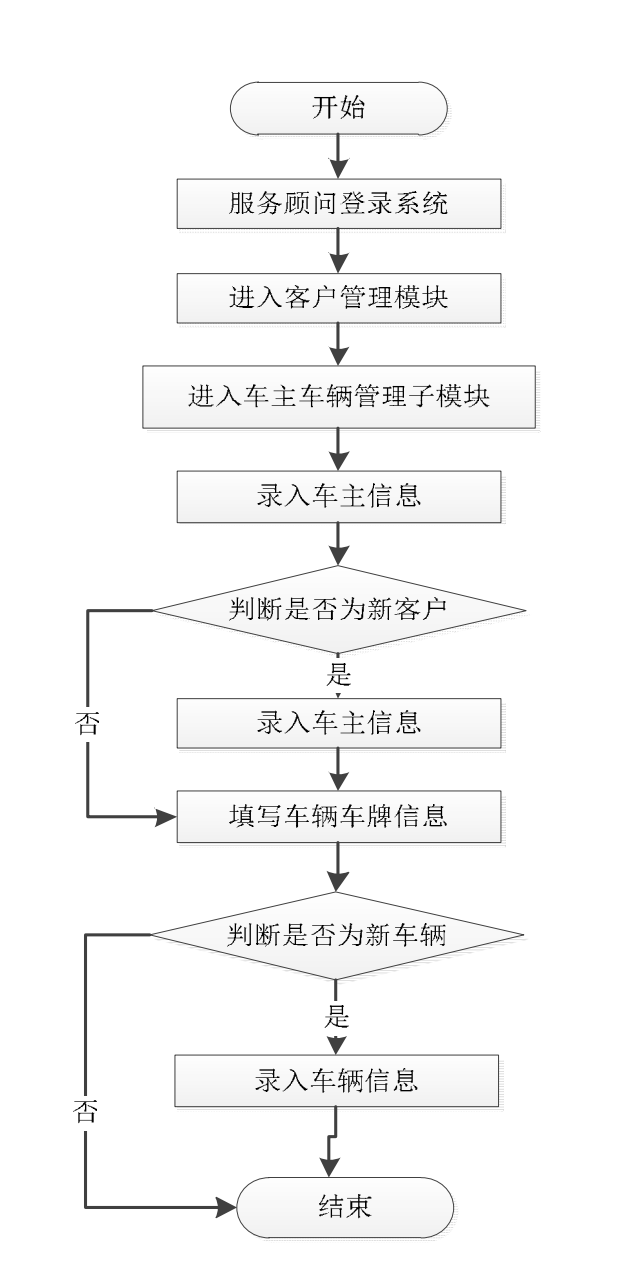 开始
服务顾问登录系统
进入客户管理模块
进入车主车辆管理子模块
录入车主信息
判断是否为新客户
是
否
录入车主信息
填写车辆车牌信息
判断是否为新车辆
是
录入车辆信息
否
结束